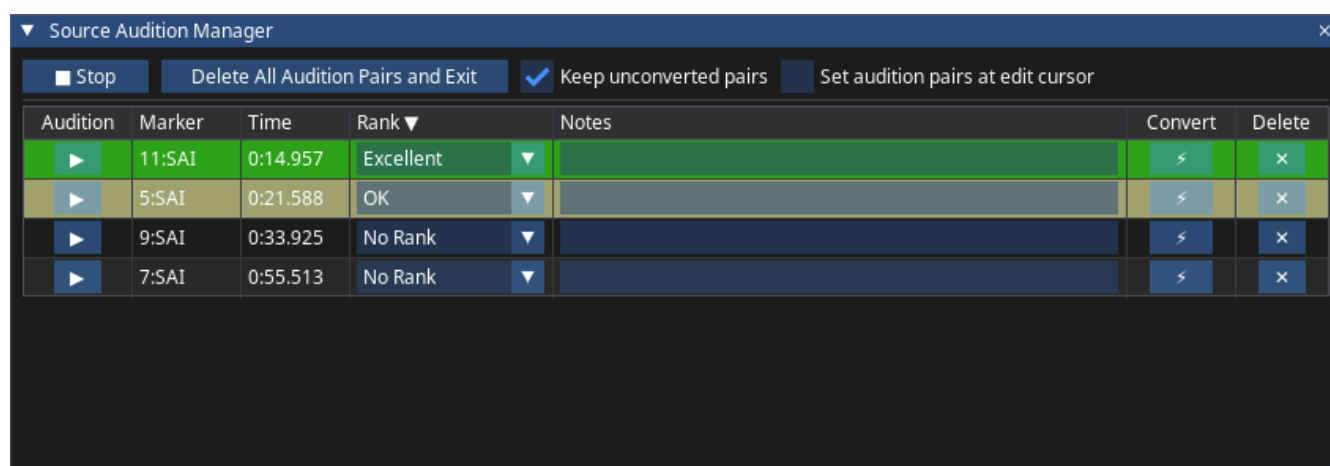 ▼ Source Audition Manager ×
■ Stop Delete All Audition Pairs and Exit ✓ Keep unconverted pairs Set audition pairs at edit cursor
Audition Marker Time Rank▼ Notes Convert Delete
▶ 11:SAI 0:14.957 Excellent ▼ ⚡ ×
▶ 5:SAI 0:21.588 OK ▼ ⚡ ×
▶ 9:SAI 0:33.925 No Rank ▼ ⚡ ×
▶ 7:SAI 0:55.513 No Rank ▼ ⚡ ×